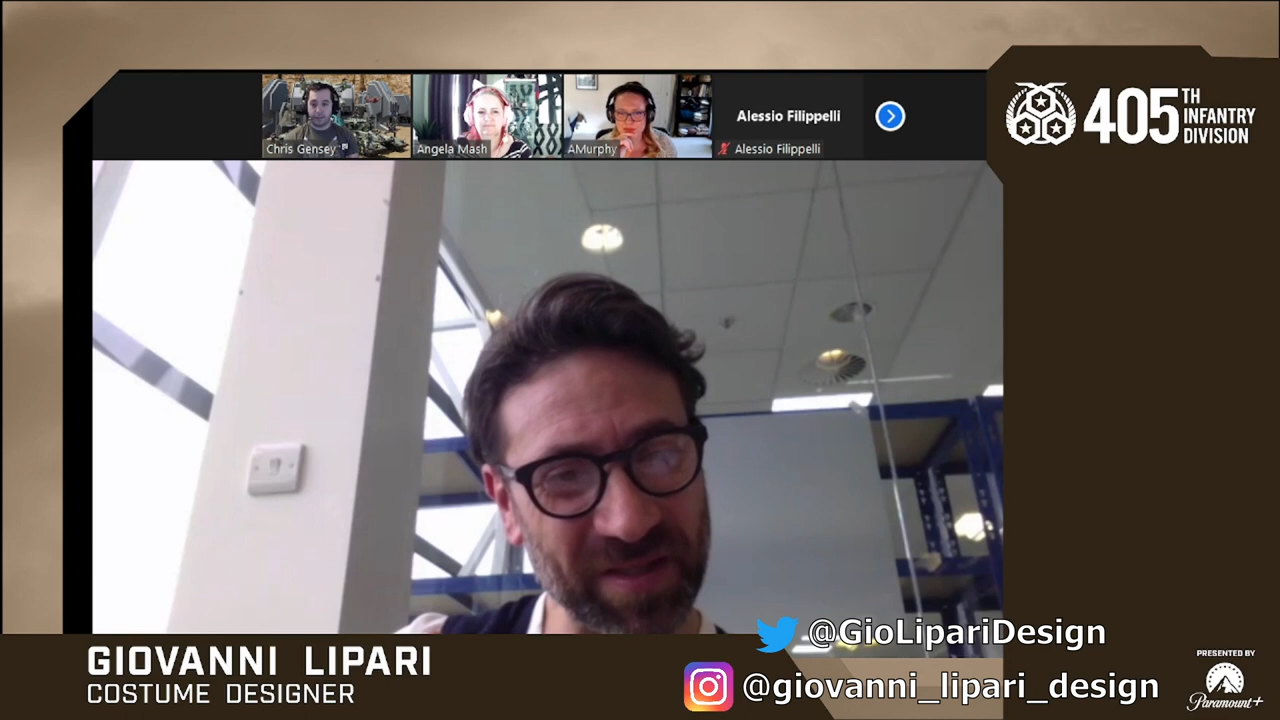 Chris Gensey
Angela Mash
AMurphy
Alessio Filippelli
Alessio Filippelli
405TH
INFANTRY
DIVISION
GIOVANNI LIPARI
COSTUME DESIGNER
@GioLipariDesign
@giovanni_lipari_design
PRESENTED BY
Paramount+